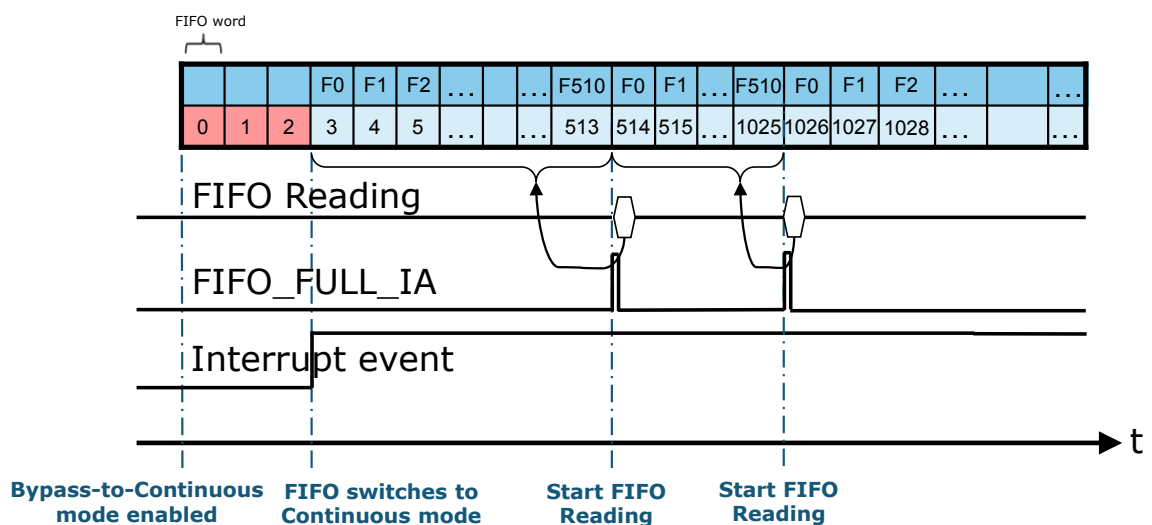 FIFO word
F0 F1 F2 ... ... F510 F0 F1 ... F510 F0 F1 F2 ... ...
0 1 2 3 4 5 ... ... 513 514 515 ... 1025 1026 1027 1028 ... ...
FIFO Reading
FIFO_FULL_IA
Interrupt event
t
Bypass-to-Continuous
mode enabled
FIFO switches to
Continuous mode
Start FIFO
Reading
Start FIFO
Reading